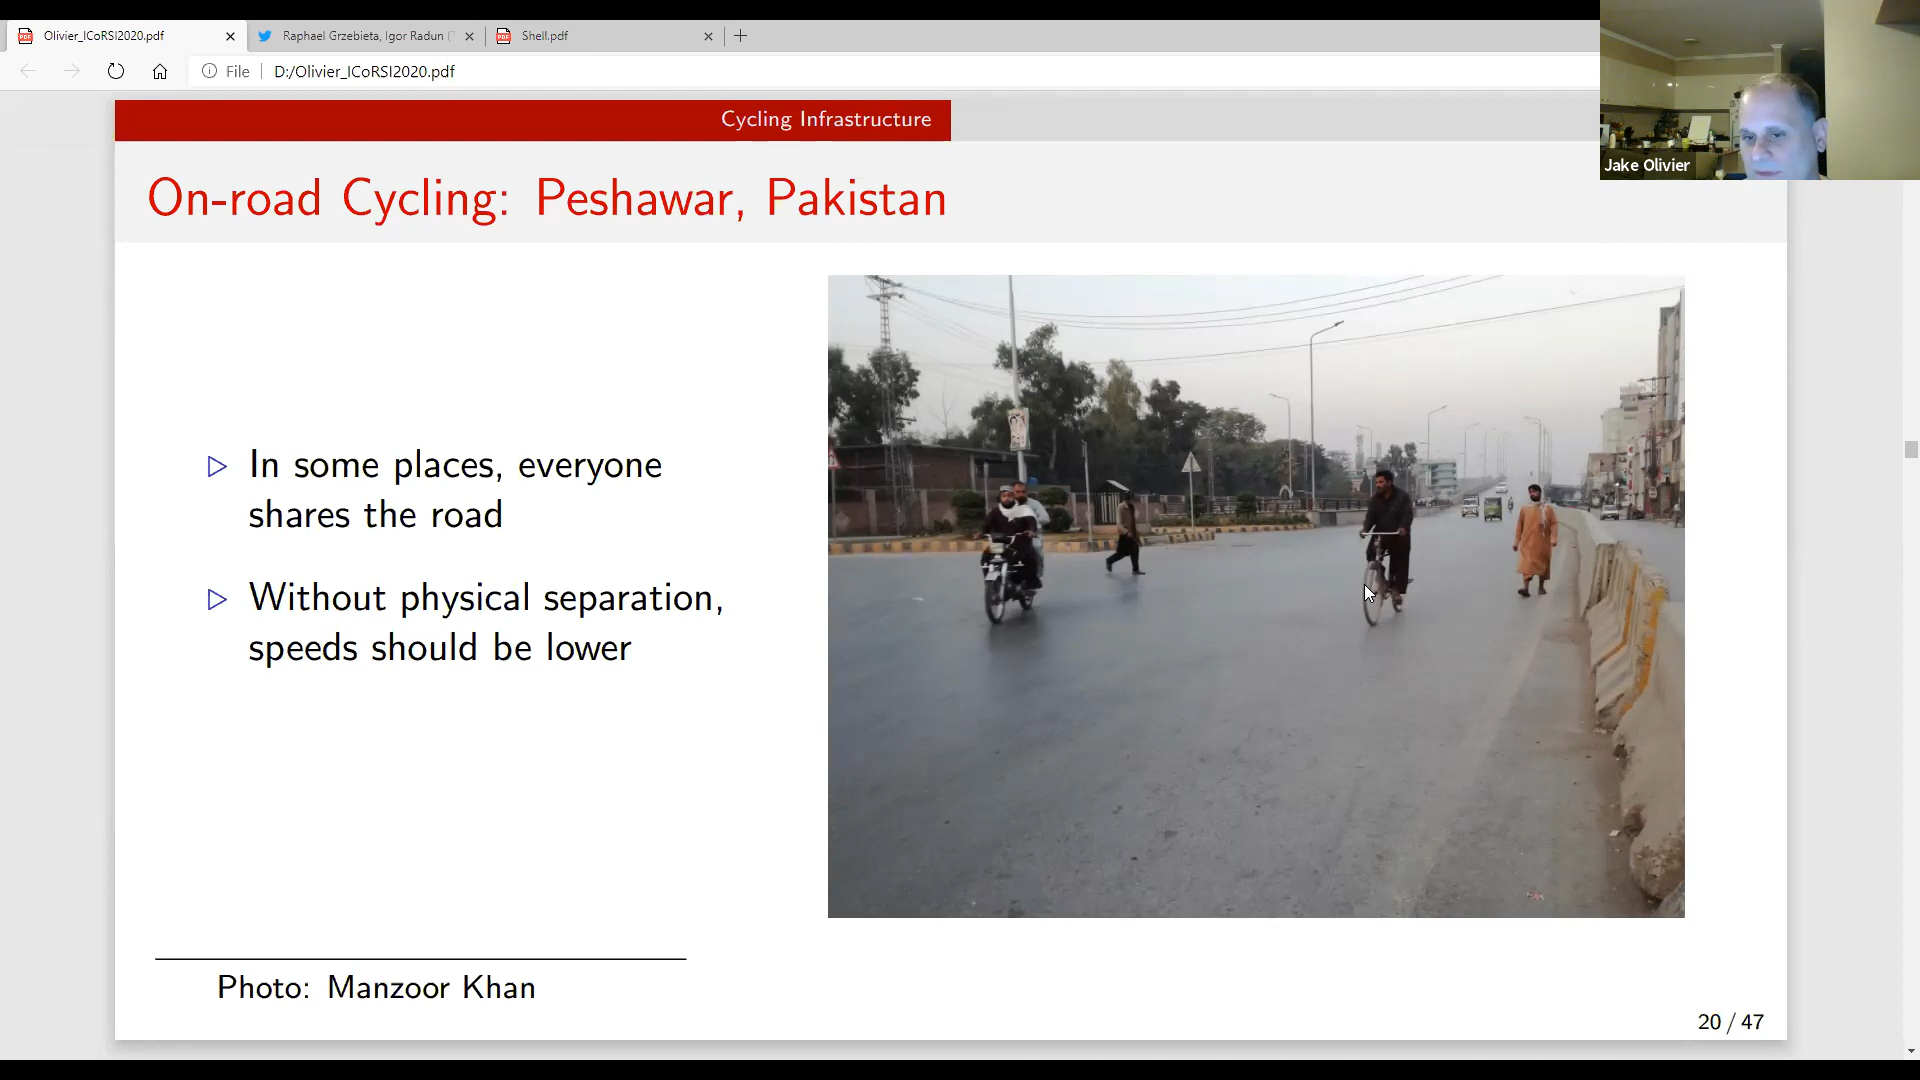 Olivier_ICoRSI2020.pdf
Raphael Grzebieta, Igor Radun (
Shell.pdf
File
D:/Olivier_ICoRSI2020.pdf
Jake Olivier
Cycling Infrastructure
On-road Cycling: Peshawar, Pakistan
In some places, everyone
shares the road
Without physical separation,
speeds should be lower
Photo: Manzoor Khan
20 / 47